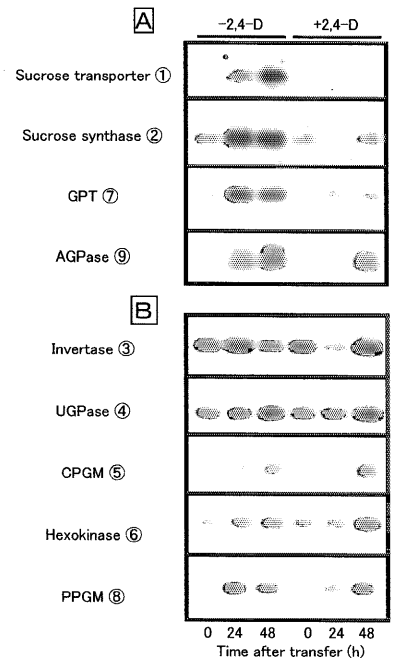 A
−2,4-D +2,4-D
Sucrose transporter ①
Sucrose synthase ②
GPT ⑦
AGPase ⑨
B
Invertase ③
UGPase ④
CPGM ⑤
Hexokinase ⑥
PPGM ⑧
0 24 48 0 24 48
Time after transfer (h)